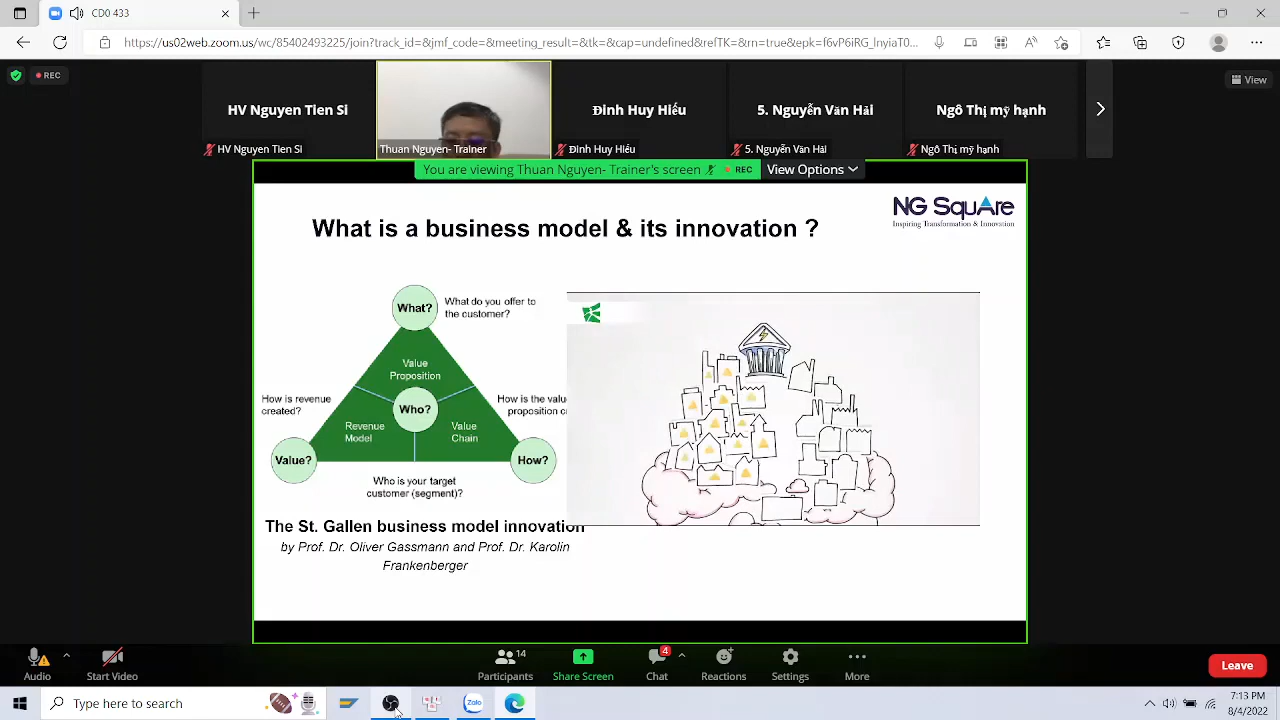 CD0 433
https://us02web.zoom.us/wc/85402493225/join?track_id=&jmf_code=&meeting_result=&tk=&cap=undefined&refTK=&rn=true&epk=f6vP6iRG_lnyiaT0...
REC
HV Nguyen Tien Si
Đinh Huy Hiếu
5. Nguyễn Văn Hải
Ngô Thị mỹ hạnh
View
HV Nguyen Tien Si
Thuan Nguyen- Trainer
Đinh Huy Hiếu
5. Nguyễn Văn Hải
Ngô Thị mỹ hạnh
You are viewing Thuan Nguyen- Trainer's screen
REC
View Options
NG SquAre
Inspiring Transformation & Innovation
What is a business model & its innovation ?
What?
What do you offer to
the customer?
Value
Proposition
How is revenue
created?
Who?
How is the valu
proposition c
Revenue
Model
Value
Chain
Value?
How?
Who is your target
customer (segment)?
The St. Gallen business model innovation
by Prof. Dr. Oliver Gassmann and Prof. Dr. Karolin
Frankenberger
Audio
Start Video
14
Participants
Share Screen
4
Chat
Reactions
Settings
More
Leave
Type here to search
Zalo
7:13 PM
8/4/2022